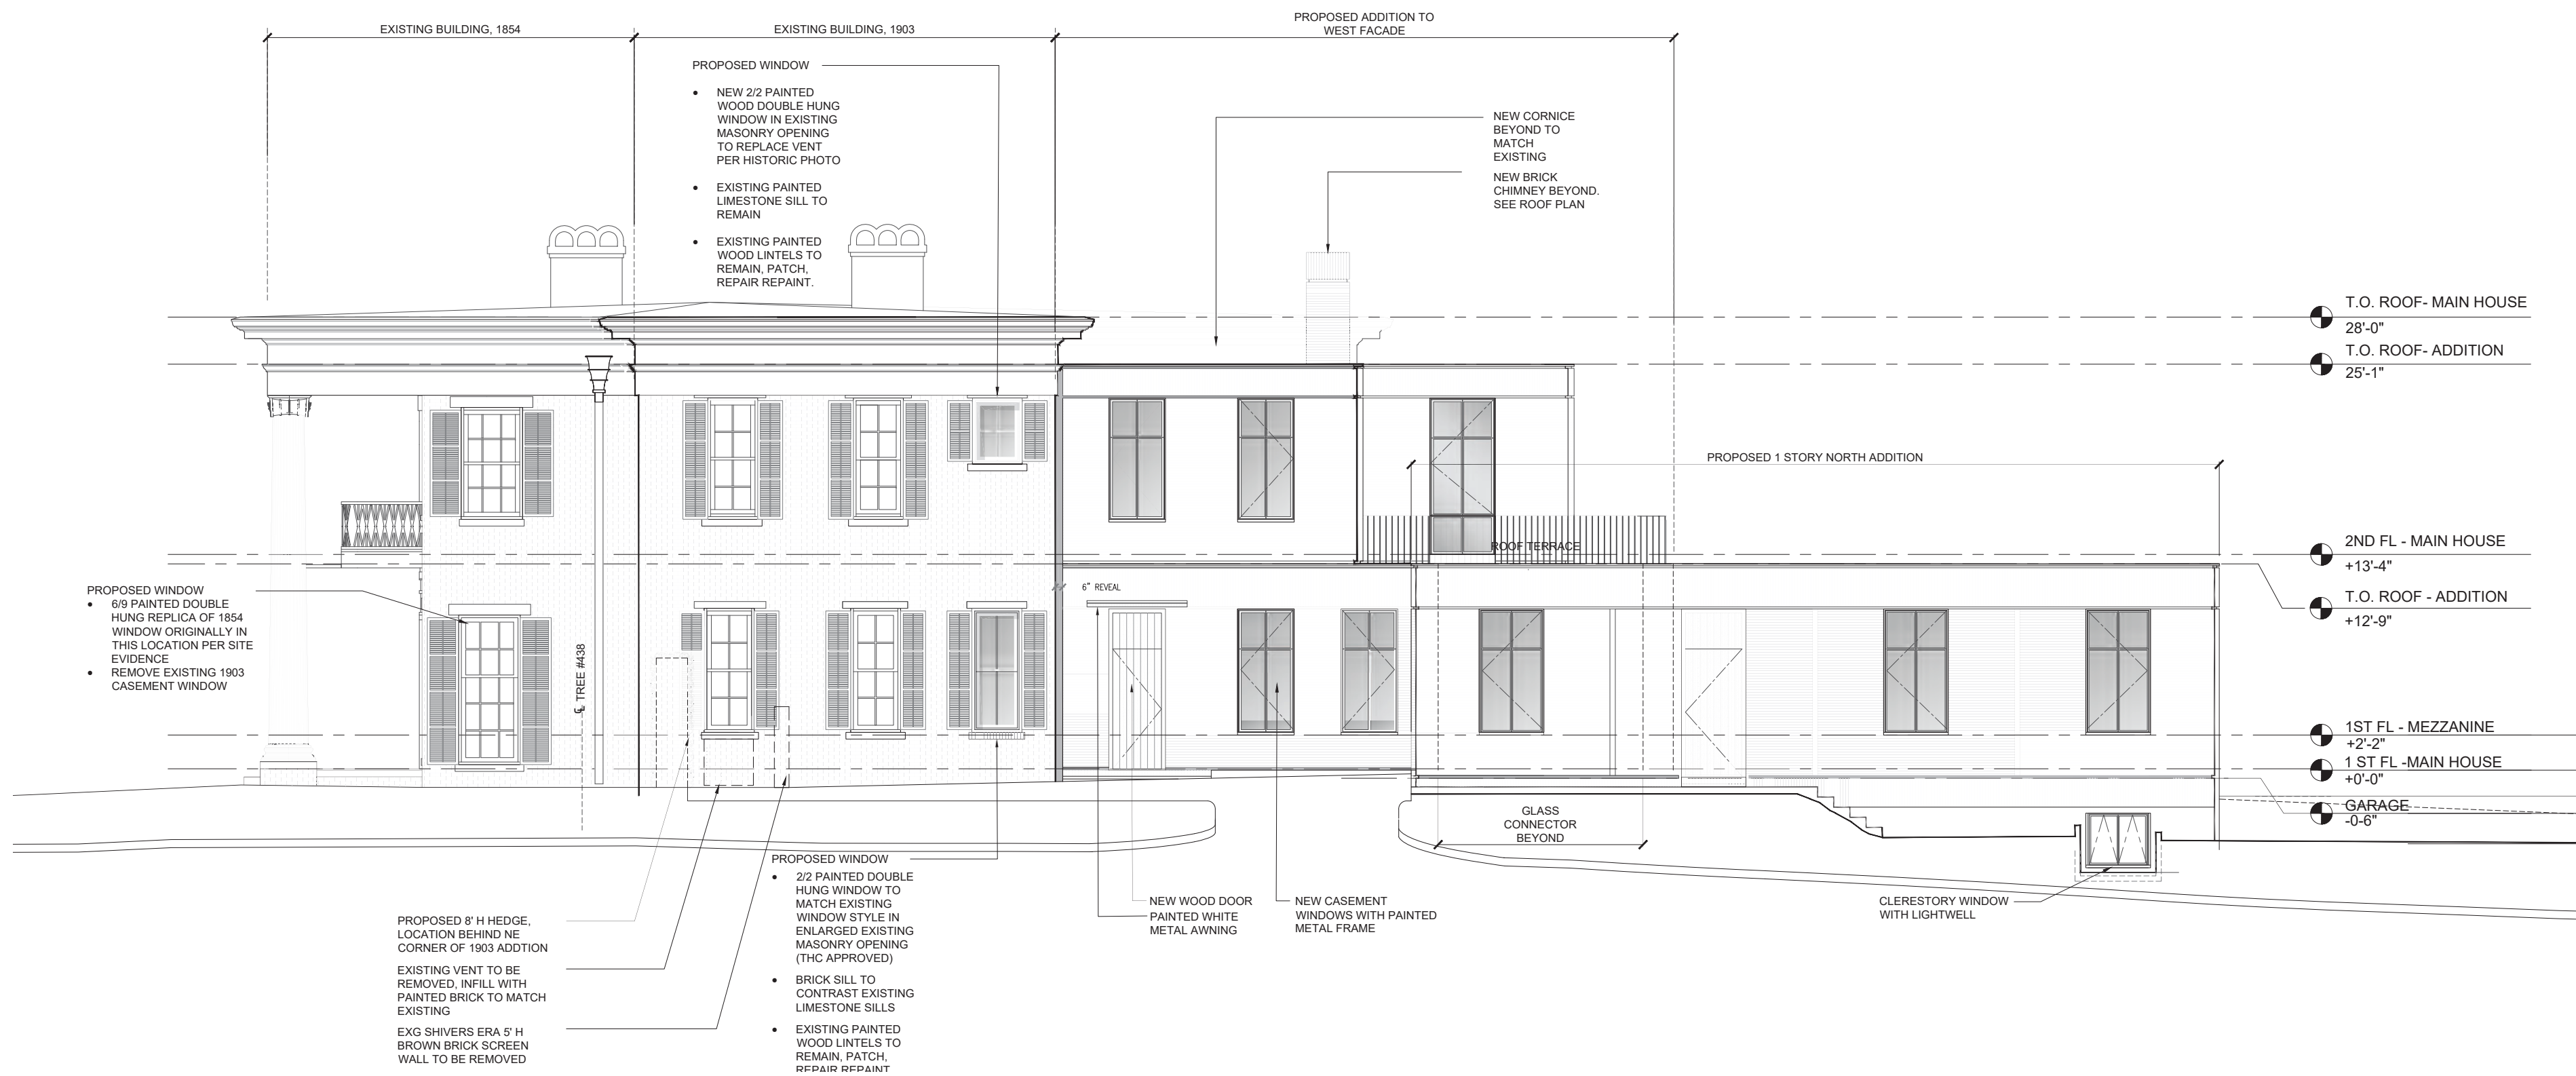 EXISTING BUILDING, 1854
EXISTING BUILDING, 1903
PROPOSED ADDITION TO
WEST FACADE
PROPOSED WINDOW
• NEW 2/2 PAINTED
WOOD DOUBLE HUNG
WINDOW IN EXISTING
MASONRY OPENING
TO REPLACE VENT
PER HISTORIC PHOTO
• EXISTING PAINTED
LIMESTONE SILL TO
REMAIN
• EXISTING PAINTED
WOOD LINTELS TO
REMAIN, PATCH,
REPAIR REPAINT.
NEW CORNICE
BEYOND TO
MATCH
EXISTING
NEW BRICK
CHIMNEY BEYOND.
SEE ROOF PLAN
T.O. ROOF- MAIN HOUSE
28'-0"
T.O. ROOF- ADDITION
25'-1"
PROPOSED 1 STORY NORTH ADDITION
ROOF TERRACE
2ND FL - MAIN HOUSE
+13'-4"
T.O. ROOF - ADDITION
+12'-9"
1ST FL - MEZZANINE
+2'-2"
1 ST FL -MAIN HOUSE
+0'-0"
GARAGE
-0-6"
PROPOSED WINDOW
• 6/9 PAINTED DOUBLE
HUNG REPLICA OF 1854
WINDOW ORIGINALLY IN
THIS LOCATION PER SITE
EVIDENCE
• REMOVE EXISTING 1903
CASEMENT WINDOW
℄ TREE #438
6" REVEAL
GLASS
CONNECTOR
BEYOND
PROPOSED WINDOW
• 2/2 PAINTED DOUBLE
HUNG WINDOW TO
MATCH EXISTING
WINDOW STYLE IN
ENLARGED EXISTING
MASONRY OPENING
(THC APPROVED)
• BRICK SILL TO
CONTRAST EXISTING
LIMESTONE SILLS
• EXISTING PAINTED
WOOD LINTELS TO
REMAIN, PATCH,
REPAIR REPAINT
NEW WOOD DOOR
PAINTED WHITE
METAL AWNING
NEW CASEMENT
WINDOWS WITH PAINTED
METAL FRAME
CLERESTORY WINDOW
WITH LIGHTWELL
PROPOSED 8' H HEDGE,
LOCATION BEHIND NE
CORNER OF 1903 ADDTION
EXISTING VENT TO BE
REMOVED, INFILL WITH
PAINTED BRICK TO MATCH
EXISTING
EXG SHIVERS ERA 5' H
BROWN BRICK SCREEN
WALL TO BE REMOVED